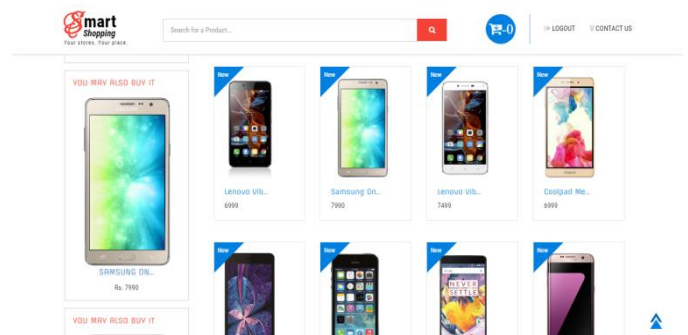 Smart
Shopping
Your stores. Your place.
Search for a Product...
-0
LOGOUT
CONTACT US
YOU MAY ALSO BUY IT
SAMSUNG ON...
Rs. 7990
YOU MAY ALSO BUY IT
New
Lenovo Vib...
6999
New
Samsung On...
7990
New
Lenovo Vib...
7499
New
Coolpad Me...
6999
New
New
New
NEVER
SETTLE
New